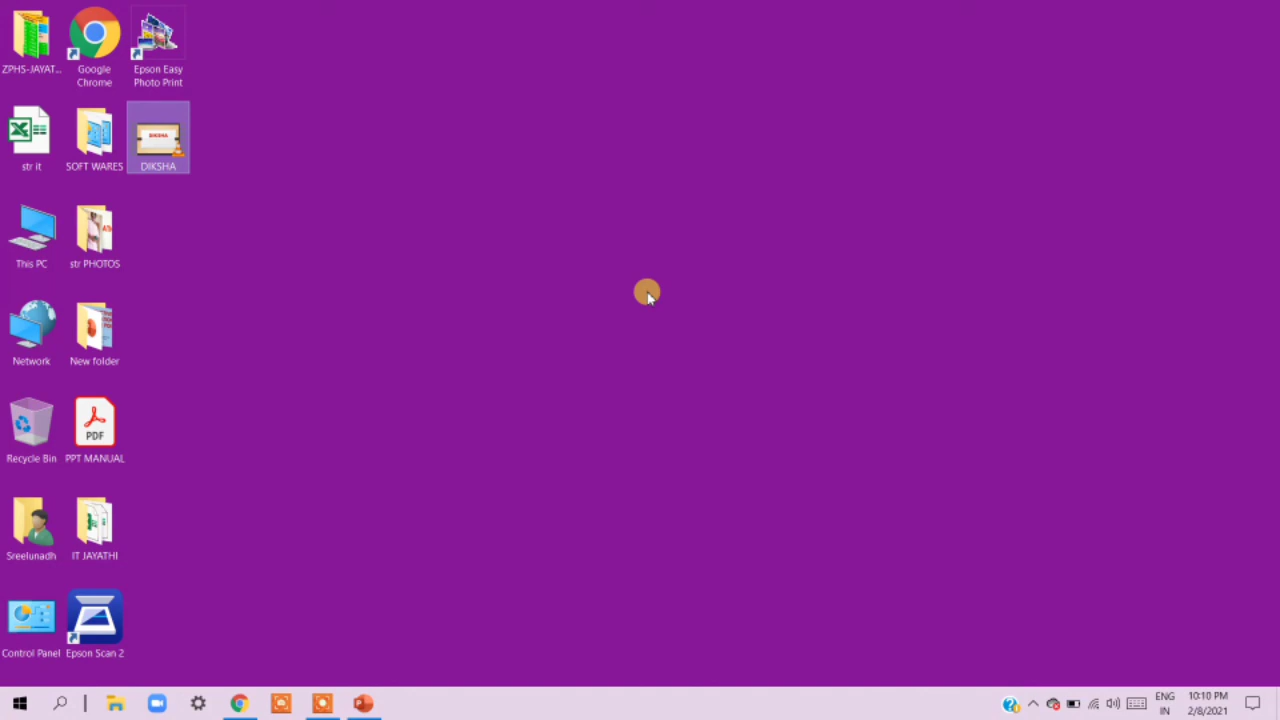 ZPHS-JAYAT...
Google
Chrome
Epson Easy
Photo Print
str it
SOFT WARES
DIKSHA
DIKSHA
This PC
str PHOTOS
Network
New folder
Recycle Bin
PDF
PPT MANUAL
Sreelunadh
IT JAYATHI
Control Panel
Epson Scan 2
ENG
IN
10:10 PM
2/8/2021